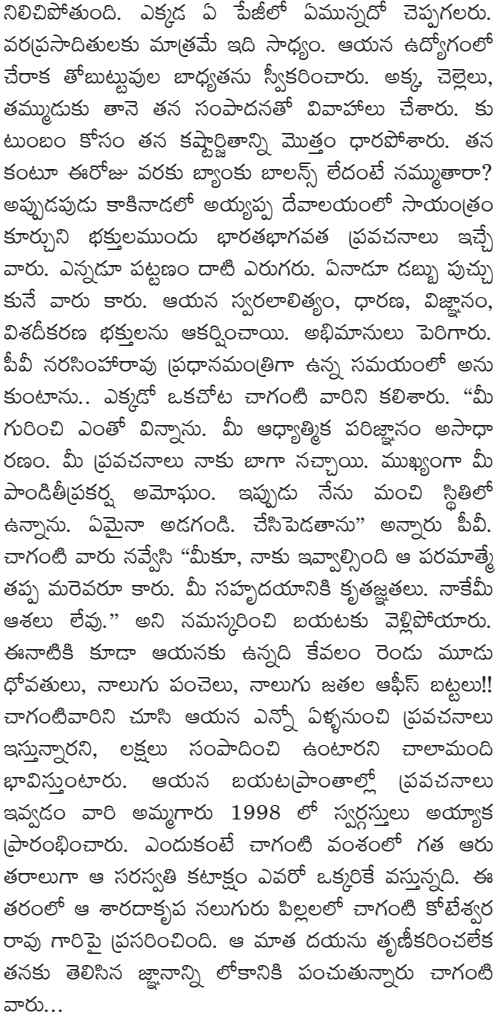 నిలిచిపోతుంది. ఎక్కడ ఏ పేజీలో ఏమున్నదో చెప్పగలరు.
వరప్రసాదితులకు మాత్రమే ఇది సాధ్యం. ఆయన ఉద్యోగంలో
చేరాక తోబుట్టువుల బాధ్యతను స్వీకరించారు. అక్క, చెల్లెలు,
తమ్ముడుకు తానె తన సంపాదనతో వివాహాలు చేశారు. కు
టుంబం కోసం తన కష్టార్జితాన్ని మొత్తం ధారపోశారు. తన
కంటూ ఈరోజు వరకు బ్యాంకు బాలన్స్ లేదంటే నమ్ముతారా?
అప్పుడపుడు కాకినాడలో అయ్యప్ప దేవాలయంలో సాయంత్రం
కూర్చుని భక్తులముందు భారతభాగవత ప్రవచనాలు ఇచ్చే
వారు. ఎన్నడూ పట్టణం దాటి ఎరుగరు. ఏనాడూ డబ్బు పుచ్చు
కునే వారు కారు. ఆయన స్వరలాలిత్యం, ధారణ, విజ్ఞానం,
విశదీకరణ భక్తులను ఆకర్షించాయి. అభిమానులు పెరిగారు.
పీవీ నరసింహారావు ప్రధానమంత్రిగా ఉన్న సమయంలో అను
కుంటాను.. ఎక్కడో ఒకచోట చాగంటి వారిని కలిశారు. “మీ
గురించి ఎంతో విన్నాను. మీ ఆధ్యాత్మిక పరిజ్ఞానం అసాధా
రణం. మీ ప్రవచనాలు నాకు బాగా నచ్చాయి. ముఖ్యంగా మీ
పాండితీప్రకర్ష అమోఘం. ఇప్పుడు నేను మంచి స్థితిలో
ఉన్నాను. ఏమైనా అడగండి. చేసిపెడతాను” అన్నారు పీవీ.
చాగంటి వారు నవ్వేసి “మీకూ, నాకు ఇవ్వాల్సింది ఆ పరమాత్మే
తప్ప మరెవరూ కారు. మీ సహృదయానికి కృతజ్ఞతలు. నాకేమీ
ఆశలు లేవు.” అని నమస్కరించి బయటకు వెళ్లిపోయారు.
ఈనాటికి కూడా ఆయనకు ఉన్నది కేవలం రెండు మూడు
ధోవతులు, నాలుగు పంచెలు, నాలుగు జతల ఆఫీస్ బట్టలు!!
చాగంటివారిని చూసి ఆయన ఎన్నో ఏళ్ళనుంచి ప్రవచనాలు
ఇస్తున్నారని, లక్షలు సంపాదించి ఉంటారని చాలామంది
భావిస్తుంటారు. ఆయన బయటప్రాంతాల్లో ప్రవచనాలు
ఇవ్వడం వారి అమ్మగారు 1998 లో స్వర్గస్తులు అయ్యాక
ప్రారంభించారు. ఎందుకంటే చాగంటి వంశంలో గత ఆరు
తరాలుగా ఆ సరస్వతి కటాక్షం ఎవరో ఒక్కరికే వస్తున్నది. ఈ
తరంలో ఆ శారదాకృప నలుగురు పిల్లలలో చాగంటి కోటేశ్వర
రావు గారిపై ప్రసరించింది. ఆ మాత దయను తృణీకరించలేక
తనకు తెలిసిన జ్ఞానాన్ని లోకానికి పంచుతున్నారు చాగంటి
వారు...